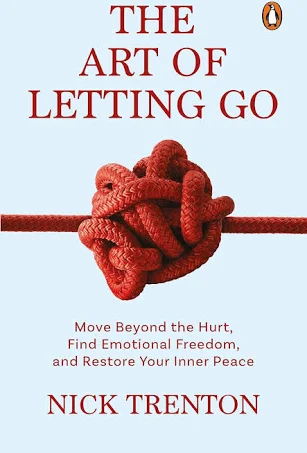 THE
ART OF
LETTING GO
Move Beyond the Hurt,
Find Emotional Freedom,
and Restore Your Inner Peace
NICK TRENTON